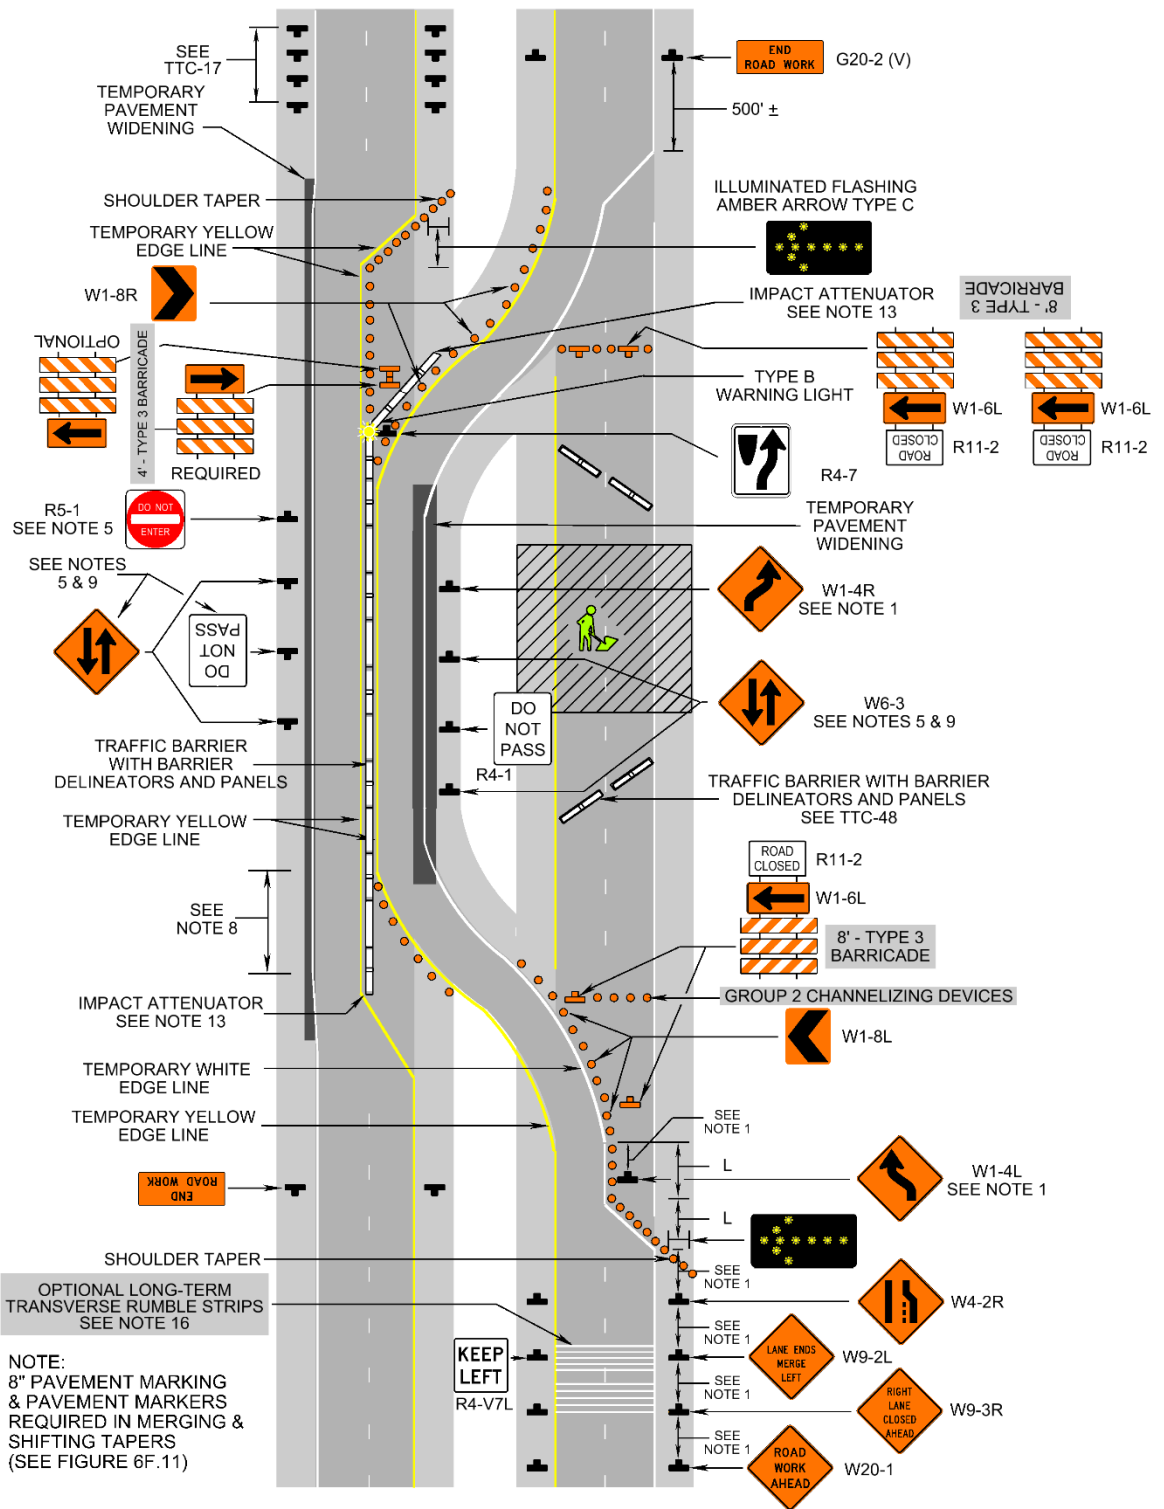 SEE
TTC-17
END
ROAD WORK
G20-2 (V)
TEMPORARY
PAVEMENT
WIDENING
500' ±
SHOULDER TAPER
ILLUMINATED FLASHING
AMBER ARROW TYPE C
TEMPORARY YELLOW
EDGE LINE
W1-8R
IMPACT ATTENUATOR
SEE NOTE 13
8' - TYPE 3
BARRICADE
OPTIONAL
4' - TYPE 3 BARRICADE
REQUIRED
TYPE B
WARNING LIGHT
W1-6L
ROAD
CLOSED
R11-2
W1-6L
ROAD
CLOSED
R11-2
R4-7
R5-1
SEE NOTE 5
DO NOT
ENTER
TEMPORARY
PAVEMENT
WIDENING
SEE NOTES
5 & 9
DO
NOT
PASS
W1-4R
SEE NOTE 1
W6-3
SEE NOTES 5 & 9
DO
NOT
PASS
R4-1
TRAFFIC BARRIER
WITH BARRIER
DELINEATORS AND PANELS
TRAFFIC BARRIER WITH BARRIER
DELINEATORS AND PANELS
SEE TTC-48
TEMPORARY YELLOW
EDGE LINE
ROAD
CLOSED
R11-2
W1-6L
SEE
NOTE 8
8' - TYPE 3
BARRICADE
IMPACT ATTENUATOR
SEE NOTE 13
GROUP 2 CHANNELIZING DEVICES
W1-8L
TEMPORARY WHITE
EDGE LINE
TEMPORARY YELLOW
EDGE LINE
SEE
NOTE 1
L
W1-4L
SEE NOTE 1
END
ROAD WORK
L
SHOULDER TAPER
SEE
NOTE 1
OPTIONAL LONG-TERM
TRANSVERSE RUMBLE STRIPS
SEE NOTE 16
W4-2R
SEE
NOTE 1
KEEP
LEFT
R4-V7L
LANE ENDS
MERGE
LEFT
W9-2L
SEE
NOTE 1
RIGHT
LANE
CLOSED
AHEAD
W9-3R
SEE
NOTE 1
ROAD
WORK
AHEAD
W20-1
NOTE:
8" PAVEMENT MARKING
& PAVEMENT MARKERS
REQUIRED IN MERGING &
SHIFTING TAPERS
(SEE FIGURE 6F.11)